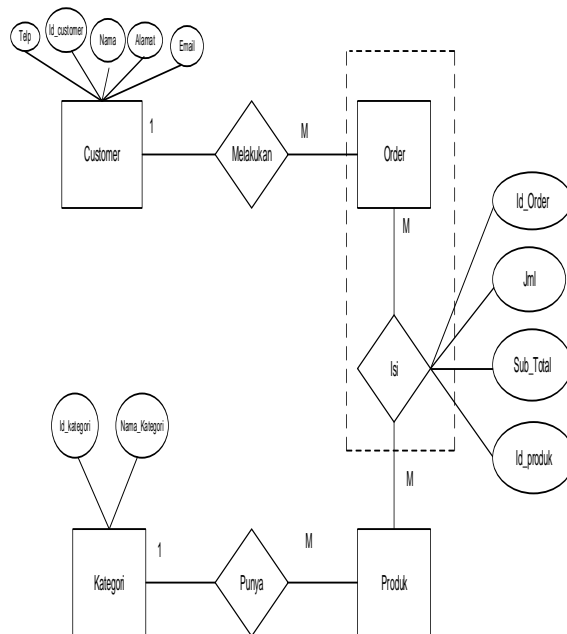 Telp
Id_customer
Nama
Alamat
Email
Customer
1
Melakukan
M
Order
M
Id_Order
Jml
Isi
Sub_Total
Id_produk
M
Id_kategori
Nama_Kategori
Kategori
1
Punya
M
Produk